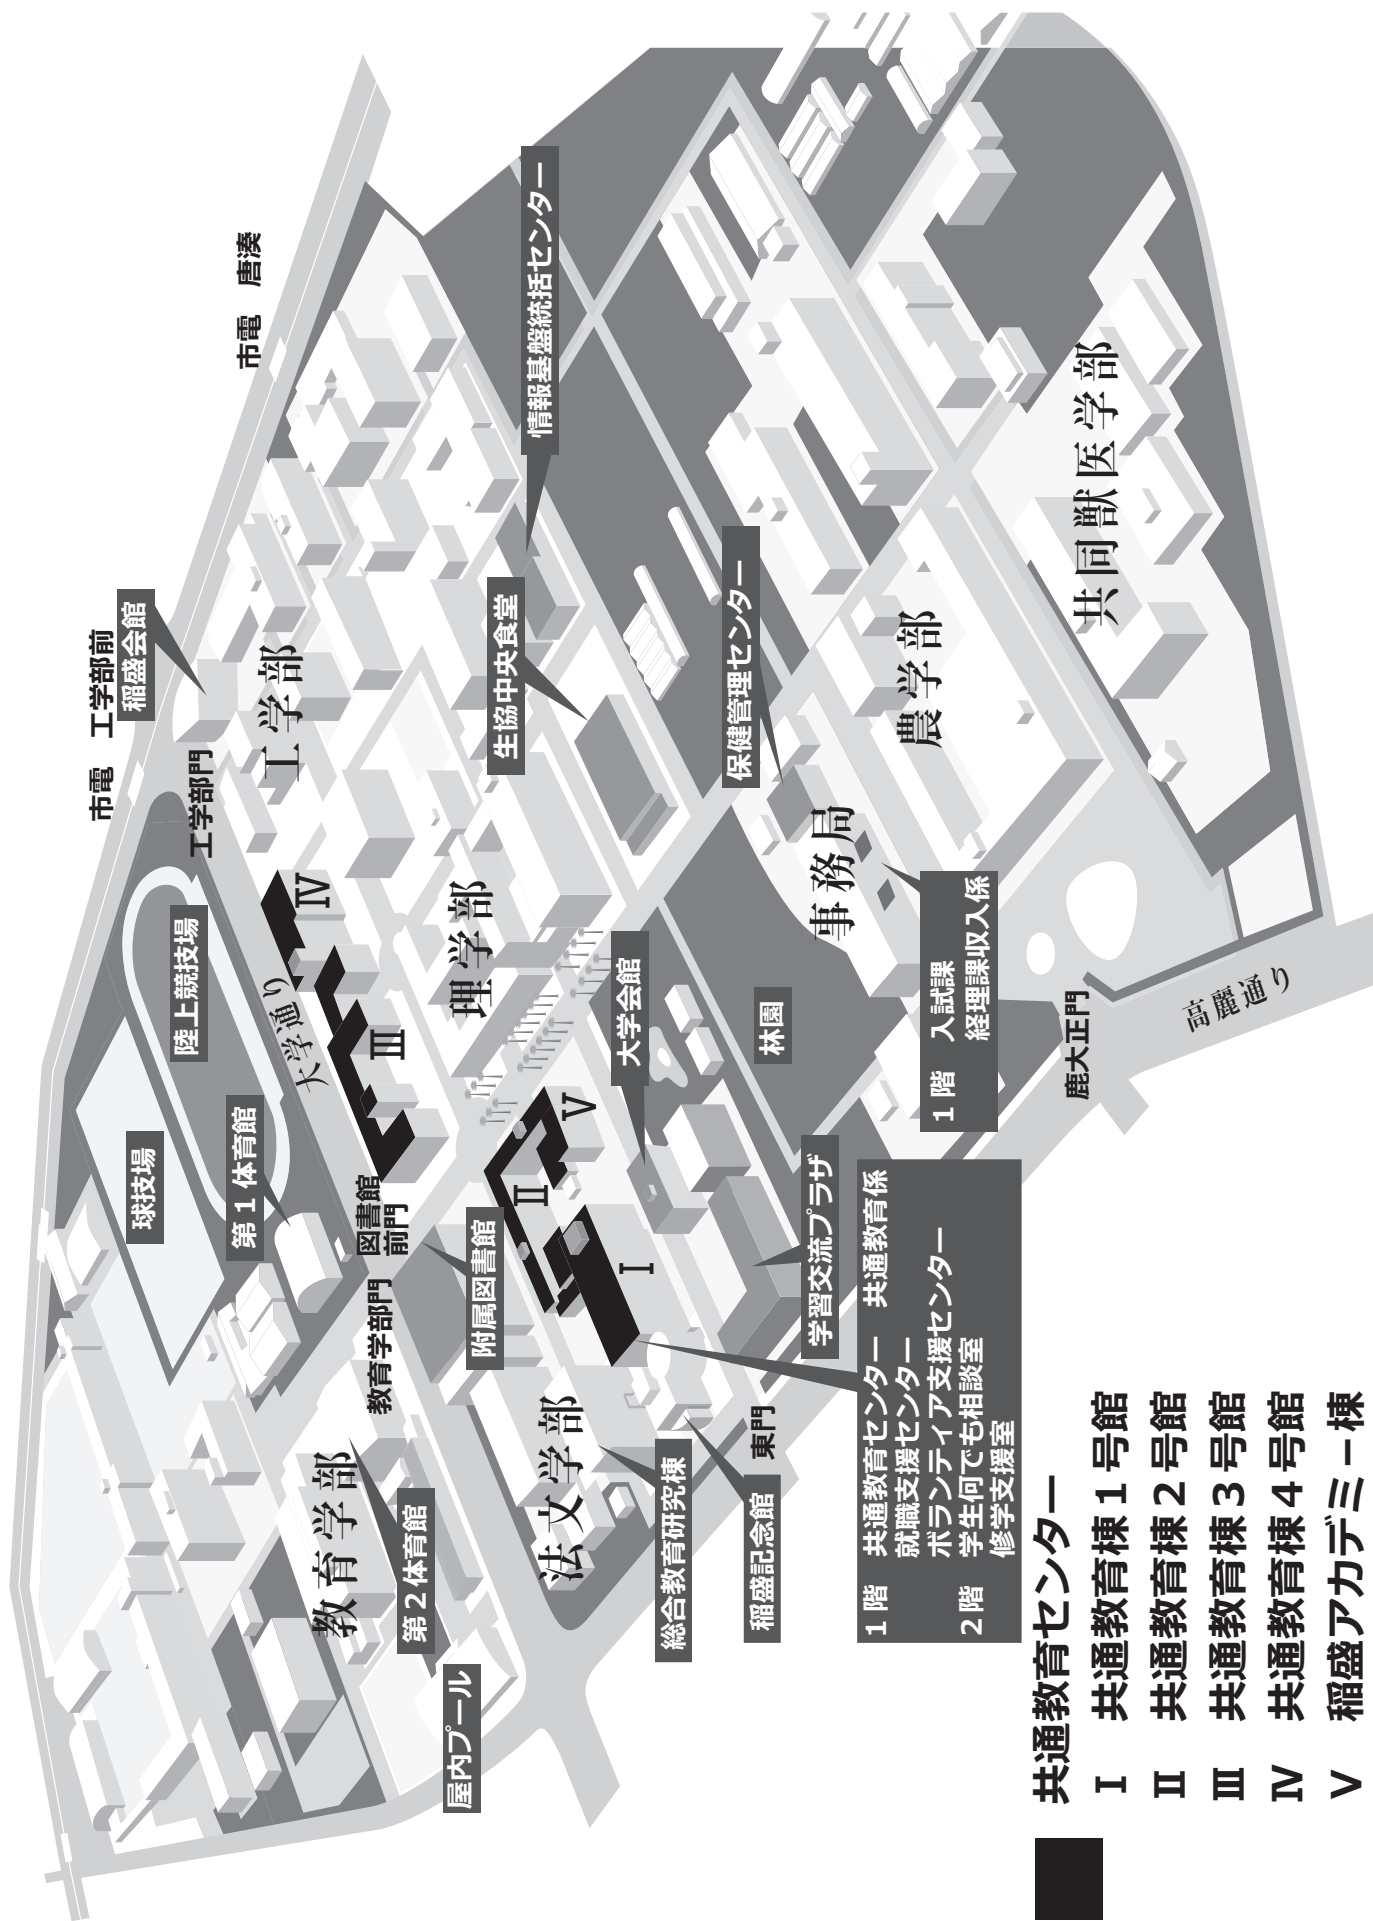 市電　唐湊
市電　工学部前
稲盛会館
工学部門
工学部
情報基盤統括センター
生協中央食堂
陸上競技場
球技場
第１体育館
大学通り
Ⅳ
Ⅲ
理学部
図書館
前門
教育学部門
附属図書館
Ⅱ
Ⅴ
Ⅰ
大学会館
林園
保健管理センター
事務局
農学部
共同獣医学部
１階　入試課
経理課収入係
鹿大正門
高麗通り
学習交流プラザ
教育学部
第２体育館
屋内プール
法文学部
総合教育研究棟
稲盛記念館
東門
１階　共通教育センター　共通教育係
就職支援センター
ボランティア支援センター
２階　学生何でも相談室
修学支援室
共通教育センター
Ⅰ　共通教育棟１号館
Ⅱ　共通教育棟２号館
Ⅲ　共通教育棟３号館
Ⅳ　共通教育棟４号館
Ⅴ　稲盛アカデミー棟